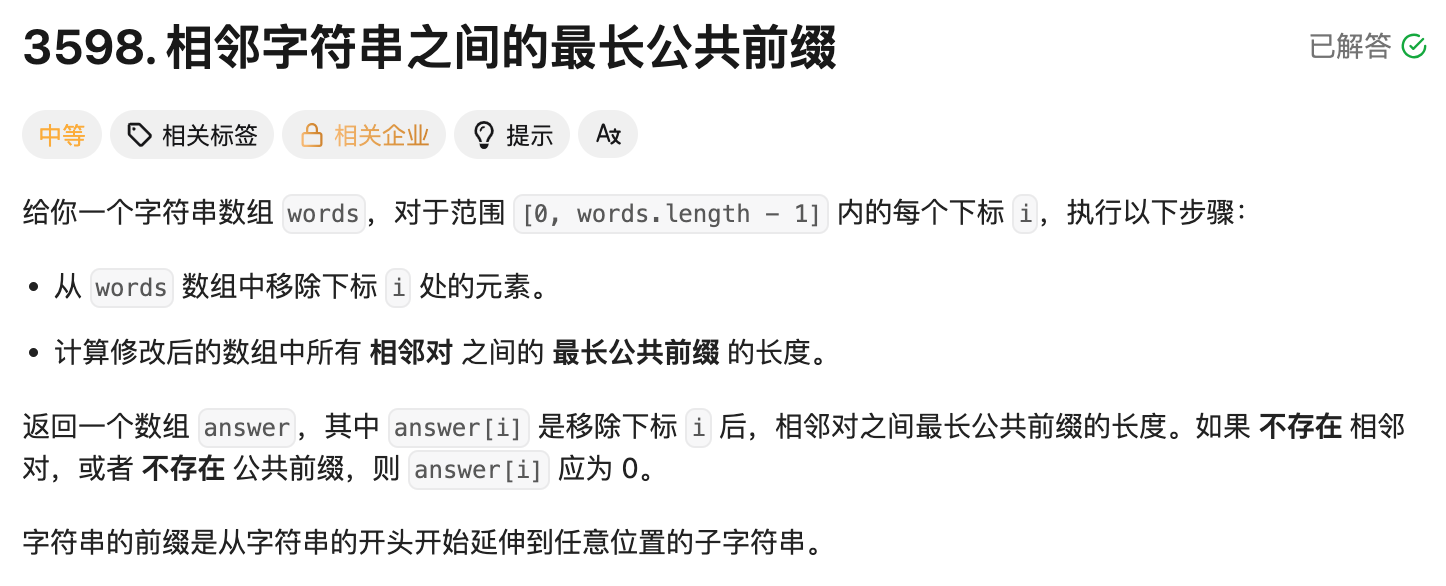 3598. 相邻字符串之间的最长公共前缀
已解答
中等 相关标签 相关企业 提示 A文
给你一个字符串数组 words，对于范围 [0, words.length - 1] 内的每个下标 i，执行以下步骤：
• 从 words 数组中移除下标 i 处的元素。
• 计算修改后的数组中所有 相邻对 之间的 最长公共前缀 的长度。
返回一个数组 answer，其中 answer[i] 是移除下标 i 后，相邻对之间最长公共前缀的长度。如果 不存在 相邻
对，或者 不存在 公共前缀，则 answer[i] 应为 0。
字符串的前缀是从字符串的开头开始延伸到任意位置的子字符串。